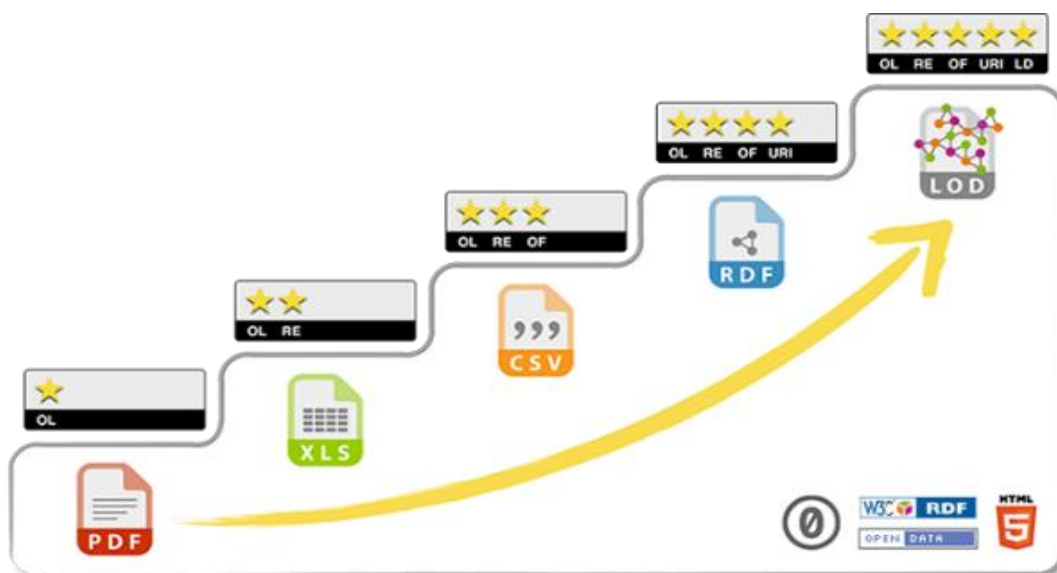 OL RE OF URI LD
OL RE OF URI
LOD
OL RE OF
RDF
OL RE
CSV
OL
XLS
PDF
0
W3C RDF
OPEN DATA
HTML
5